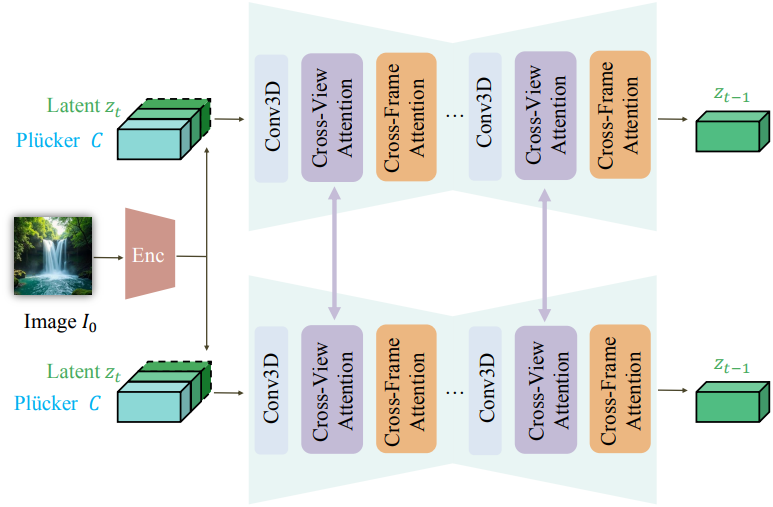 Latent z_t
Plücker C
Conv3D
Cross-View
Attention
Cross-Frame
Attention
...
Conv3D
Cross-View
Attention
Cross-Frame
Attention
z_{t-1}
Enc
Image I_0
Latent z_t
Plücker C
Conv3D
Cross-View
Attention
Cross-Frame
Attention
...
Conv3D
Cross-View
Attention
Cross-Frame
Attention
z_{t-1}